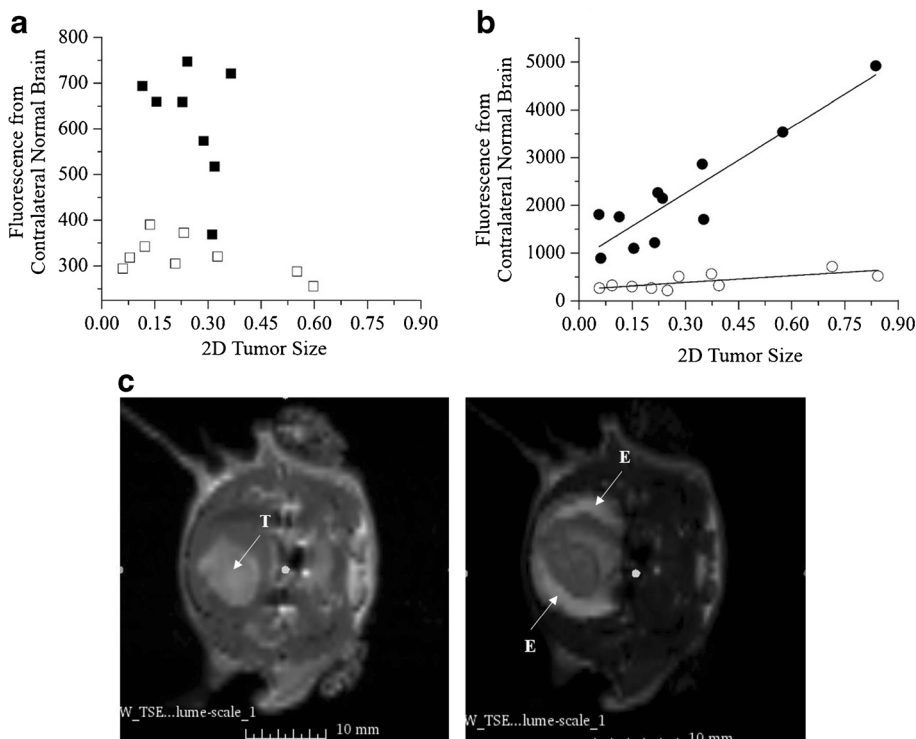 a
800
700
600
500
400
300
0.00 0.15 0.30 0.45 0.60 0.75 0.90
Fluorescence from
Contralateral Normal Brain
2D Tumor Size
b
5000
4000
3000
2000
1000
0
0.00 0.15 0.30 0.45 0.60 0.75 0.90
Fluorescence from
Contralateral Normal Brain
2D Tumor Size
c
T
W_TSE...lume-scale_1
10 mm
E
E
W_TSE...lume-scale_1
10 mm